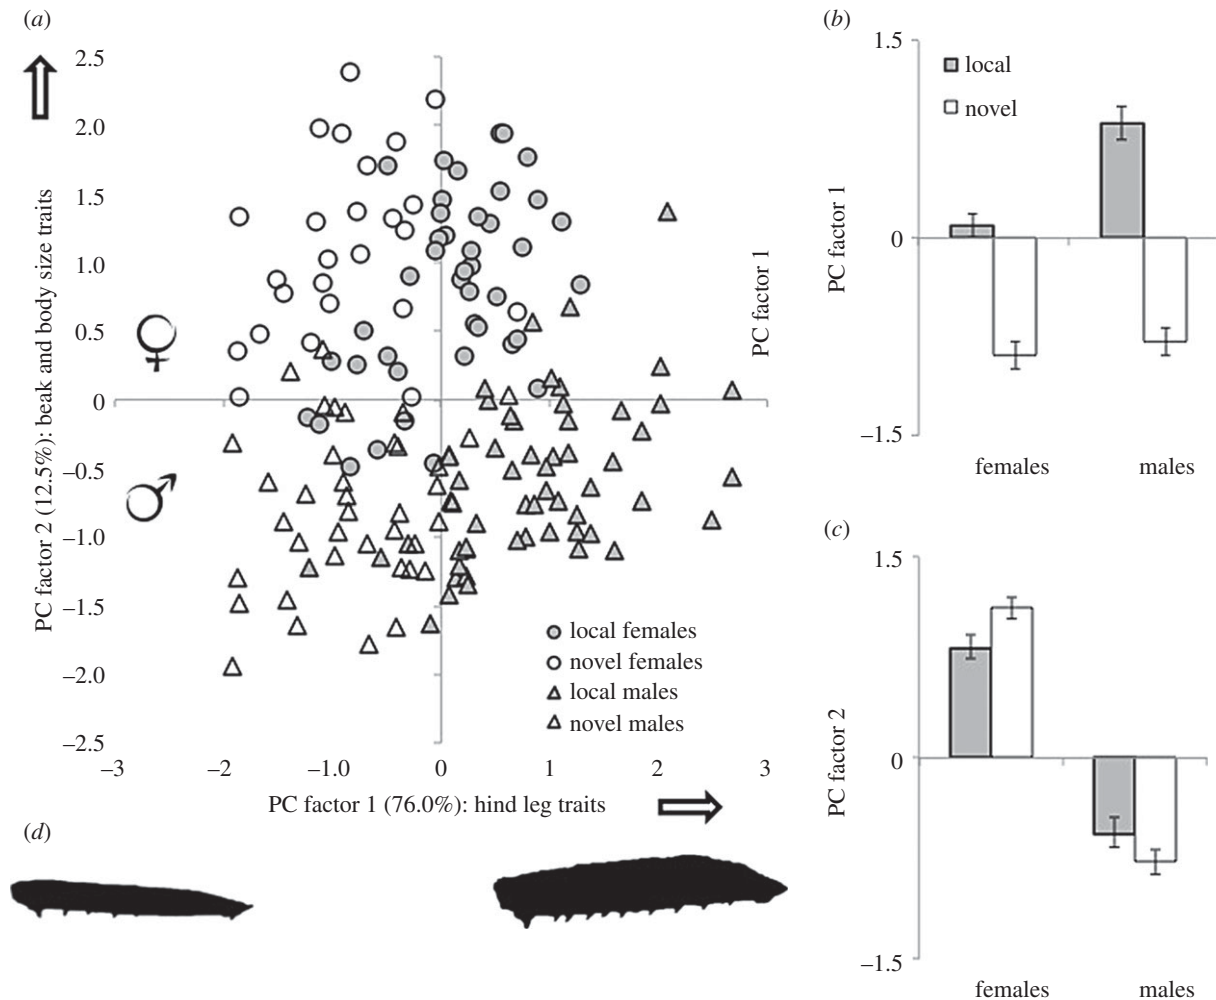 (a)
PC factor 2 (12.5%): beak and body size traits
2.5
2.0
1.5
1.0
0.5
0
–0.5
–1.0
–1.5
–2.0
–2.5
–3
–2
–1.0
0
1
2
3
PC factor 1 (76.0%): hind leg traits
PC factor 1
♀
♂
local females
novel females
local males
novel males
(b)
PC factor 1
1.5
0
–1.5
local
novel
females males
(c)
PC factor 2
1.5
0
–1.5
females males
(d)